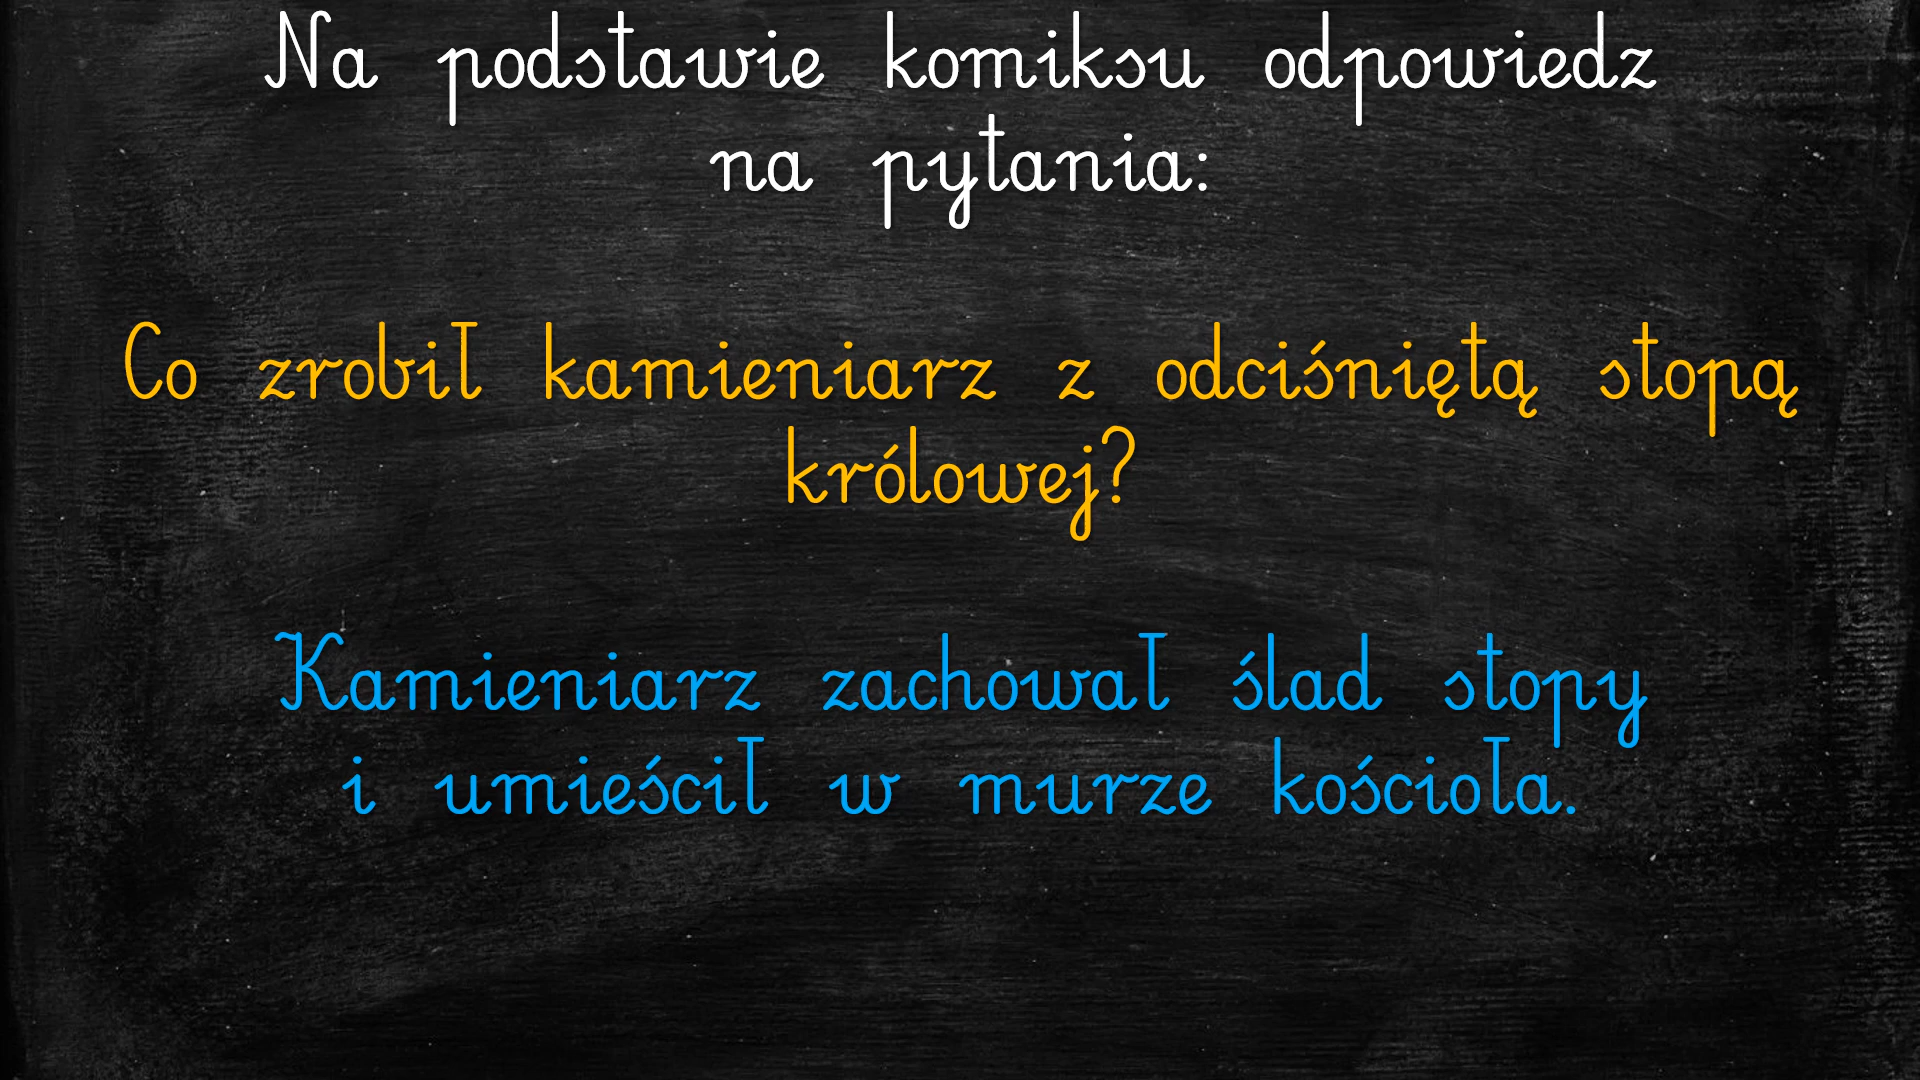 Na podstawie komiksu odpowiedz
na pytania:
Co zrobił kamieniarz z odciśniętą stopą
królowej?
Kamieniarz zachował ślad stopy
i umieścił w murze kościoła.